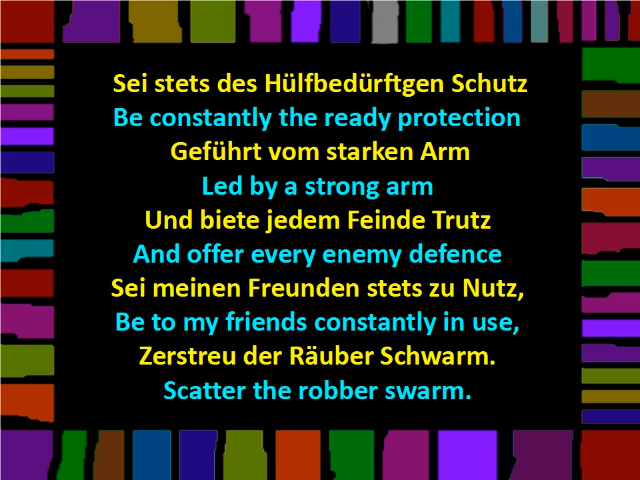 Sei stets des Hülfbedürftgen Schutz
Be constantly the ready protection
Geführt vom starken Arm
Led by a strong arm
Und biete jedem Feinde Trutz
And offer every enemy defence
Sei meinen Freunden stets zu Nutz,
Be to my friends constantly in use,
Zerstreu der Räuber Schwarm.
Scatter the robber swarm.